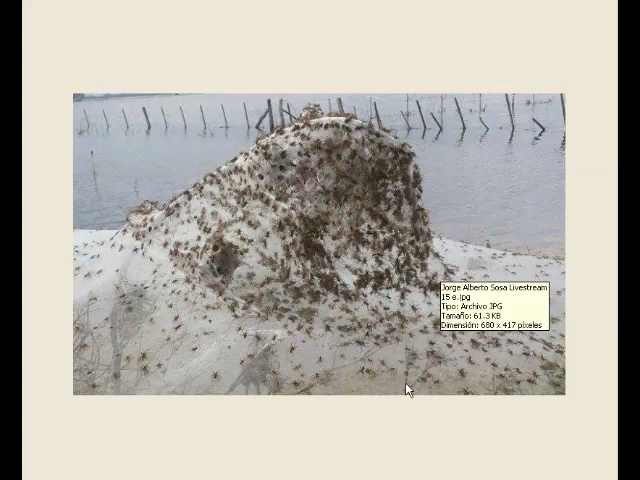 Jorge Alberto Sosa Livestream
15 e.jpg
Tipo: Archivo JPG
Tamaño: 61.3 KB
Dimensión: 680 x 417 píxeles